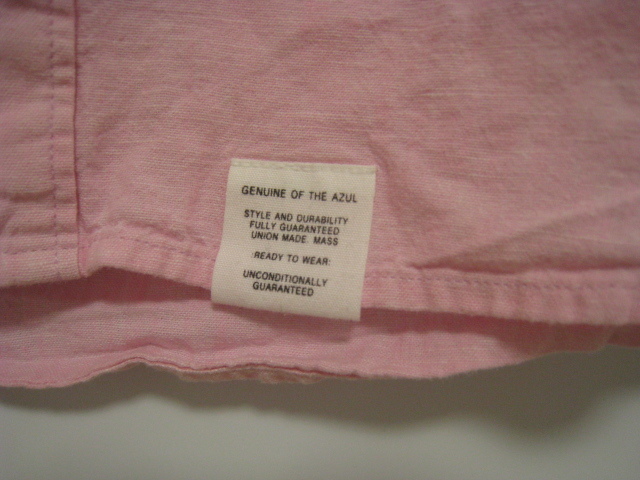 GENUINE OF THE AZUL
STYLE AND DURABILITY
FULLY GUARANTEED
UNION MADE. MASS
READY TO WEAR:
UNCONDITIONALLY
GUARANTEED